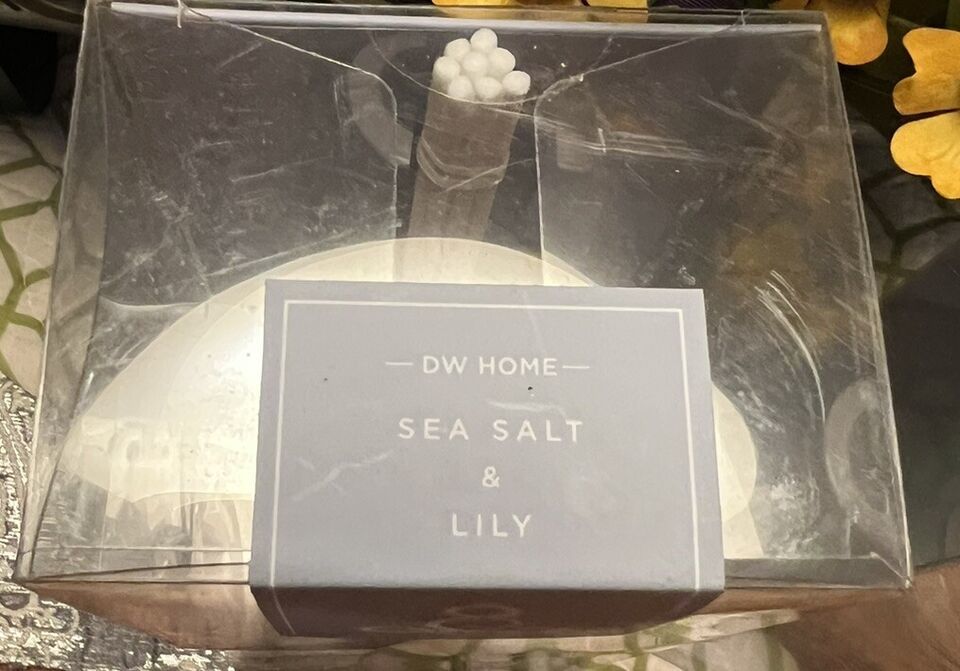 — DW HOME —
SEA SALT
&
LILY